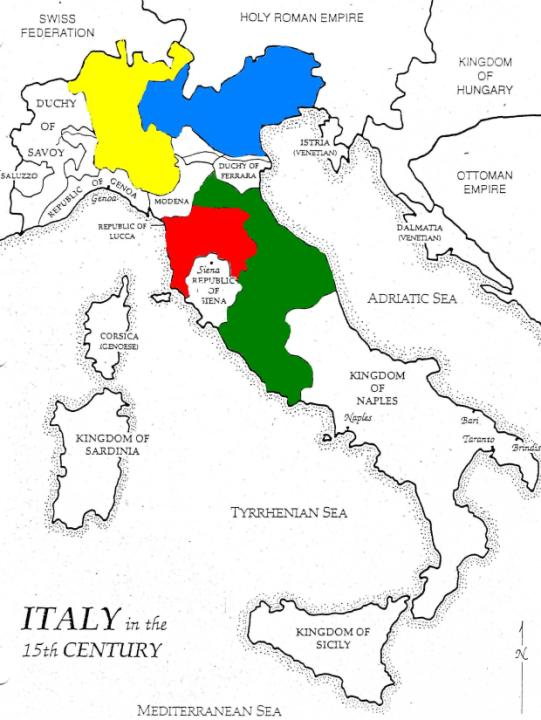 SWISS
FEDERATION
HOLY ROMAN EMPIRE
KINGDOM
OF
HUNGARY
DUCHY
OF
SAVOY
SALUZZO
REPUBLIC OF GENOA
Genoa
MODENA
DUCHY OF
FERRARA
ISTRIA
(VENETIAN)
OTTOMAN
EMPIRE
REPUBLIC OF
LUCCA
DALMATIA
(VENETIAN)
Siena
REPUBLIC
OF
SIENA
ADRIATIC SEA
CORSICA
(GENOESE)
KINGDOM
OF
NAPLES
Naples
Bari
Taranto
Brindisi
KINGDOM OF
SARDINIA
TYRRHENIAN SEA
ITALY in the
15th CENTURY
KINGDOM OF
SICILY
N
MEDITERRANEAN SEA